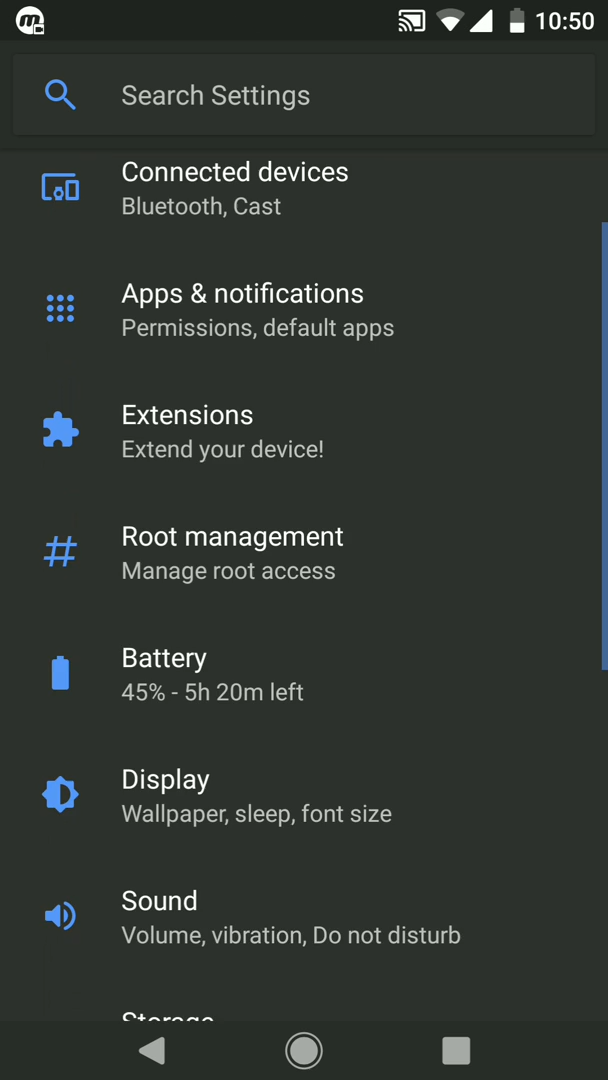 10:50
Search Settings
Connected devices
Bluetooth, Cast
Apps & notifications
Permissions, default apps
Extensions
Extend your device!
Root management
Manage root access
Battery
45% - 5h 20m left
Display
Wallpaper, sleep, font size
Sound
Volume, vibration, Do not disturb
Storage